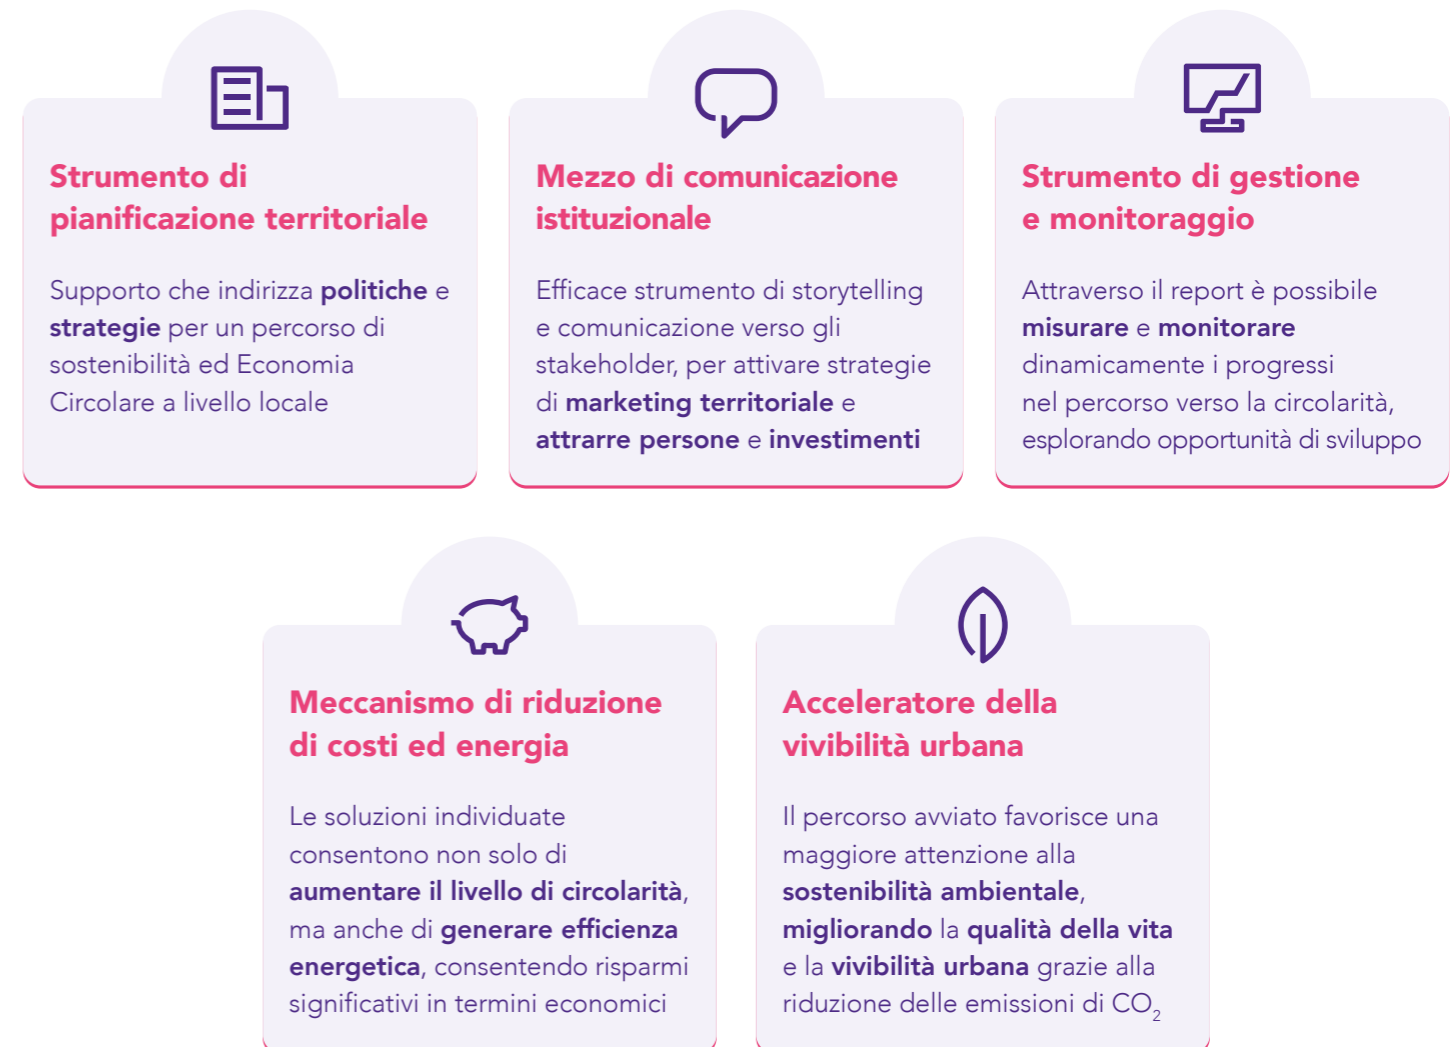 Strumento di
pianificazione territoriale
Supporto che indirizza politiche e
strategie per un percorso di
sostenibilità ed Economia
Circolare a livello locale
Mezzo di comunicazione
istituzionale
Efficace strumento di storytelling
e comunicazione verso gli
stakeholder, per attivare strategie
di marketing territoriale e
attrarre persone e investimenti
Strumento di gestione
e monitoraggio
Attraverso il report è possibile
misurare e monitorare
dinamicamente i progressi
nel percorso verso la circolarità,
esplorando opportunità di sviluppo
Meccanismo di riduzione
di costi ed energia
Le soluzioni individuate
consentono non solo di
aumentare il livello di circolarità,
ma anche di generare efficienza
energetica, consentendo risparmi
significativi in termini economici
Acceleratore della
vivibilità urbana
Il percorso avviato favorisce una
maggiore attenzione alla
sostenibilità ambientale,
migliorando la qualità della vita
e la vivibilità urbana grazie alla
riduzione delle emissioni di CO₂